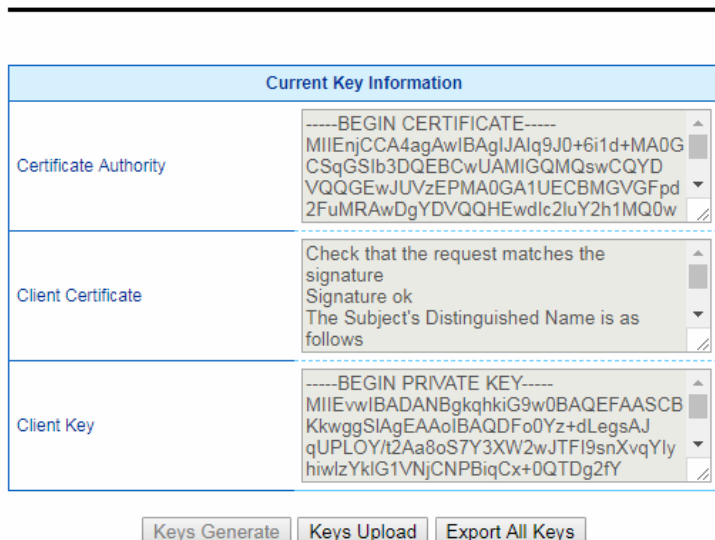 Current Key Information
Certificate Authority
-----BEGIN CERTIFICATE-----
MIIEnjCCA4agAwIBAgIJAIq9J0+6i1d+MA0G
CSqGSIb3DQEBCwUAMIGQMQswCQYD
VQQGEwJUVzEPMA0GA1UECBMGVGFpd
2FuMRAwDgYDVQQHEwdIc2luY2h1MQ0w
Client Certificate
Check that the request matches the
signature
Signature ok
The Subject's Distinguished Name is as
follows
Client Key
-----BEGIN PRIVATE KEY-----
MIIEvwIBADANBgkqhkiG9w0BAQEFAASCB
KkwggSlAgEAAoIBAQDFo0Yz+dLegsAJ
qUPLOY/t2Aa8oS7Y3XW2wJTFI9snXvqYIy
hiwIzYkIG1VNjCNPBiqCx+0QTDg2fY
Keys Generate
Keys Upload
Export All Keys